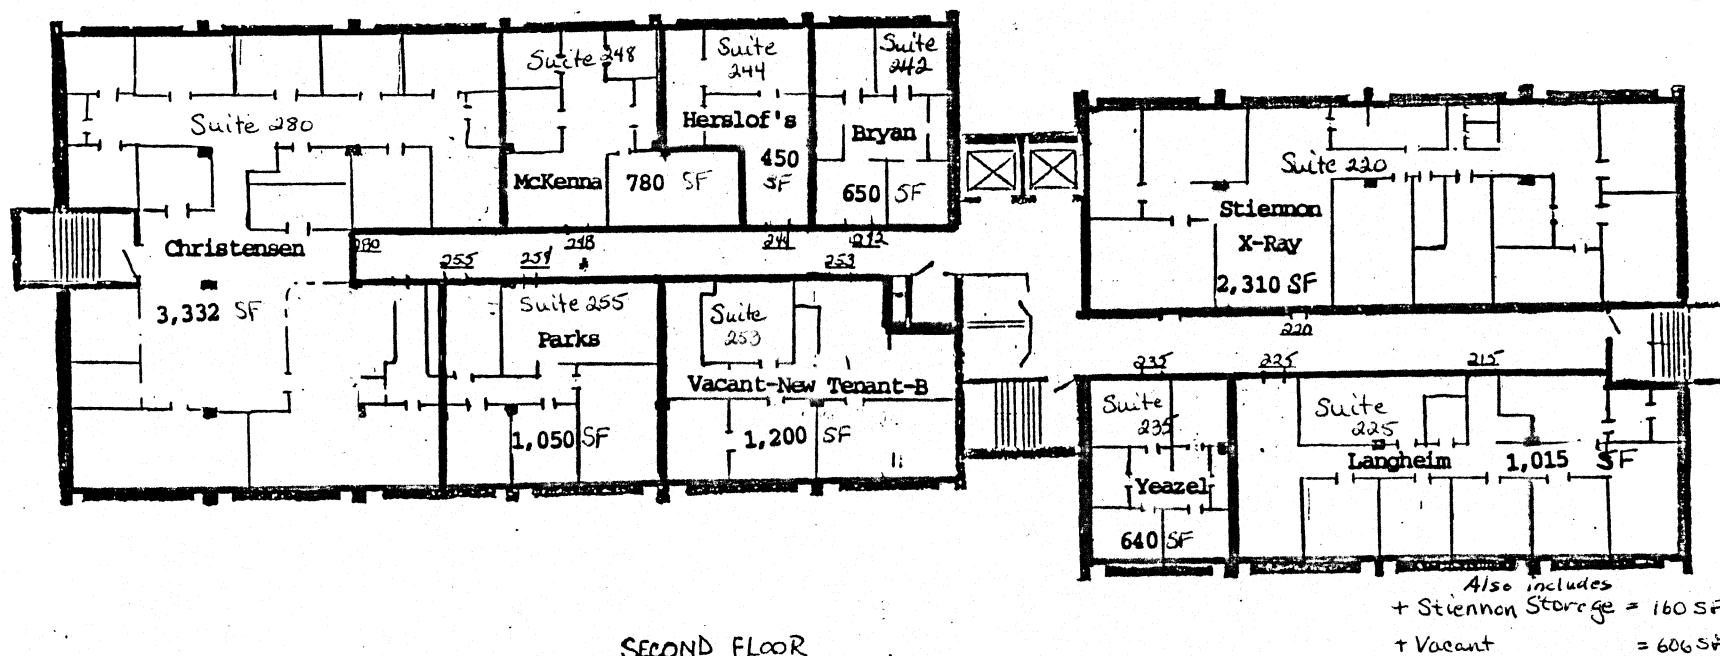 Suite 280
Christensen
3,332 SF
Suite 248
McKenna
780 SF
Suite
244
Herslof's
450
SF
Suite
242
Bryan
650 SF
280
248
244
242
255
251
253
Suite 255
Parks
1,050 SF
Suite
253
Vacant-New Tenant-B
1,200 SF
Suite 220
Stiennon
X-Ray
2,310 SF
220
235
225
215
Suite
235
Yeazel
640 SF
Suite
225
Langheim
1,015 SF
Also includes
+ Stiennon Storage = 160 SF
+ Vacant = 606 SF
SECOND FLOOR